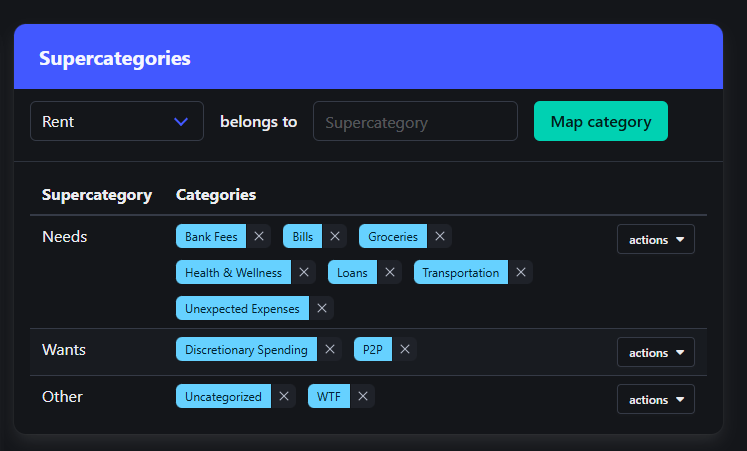 Supercategories
Rent belongs to Supercategory Map category
Supercategory Categories
Needs Bank Fees Bills Groceries actions
Health & Wellness Loans Transportation
Unexpected Expenses
Wants Discretionary Spending P2P actions
Other Uncategorized WTF actions